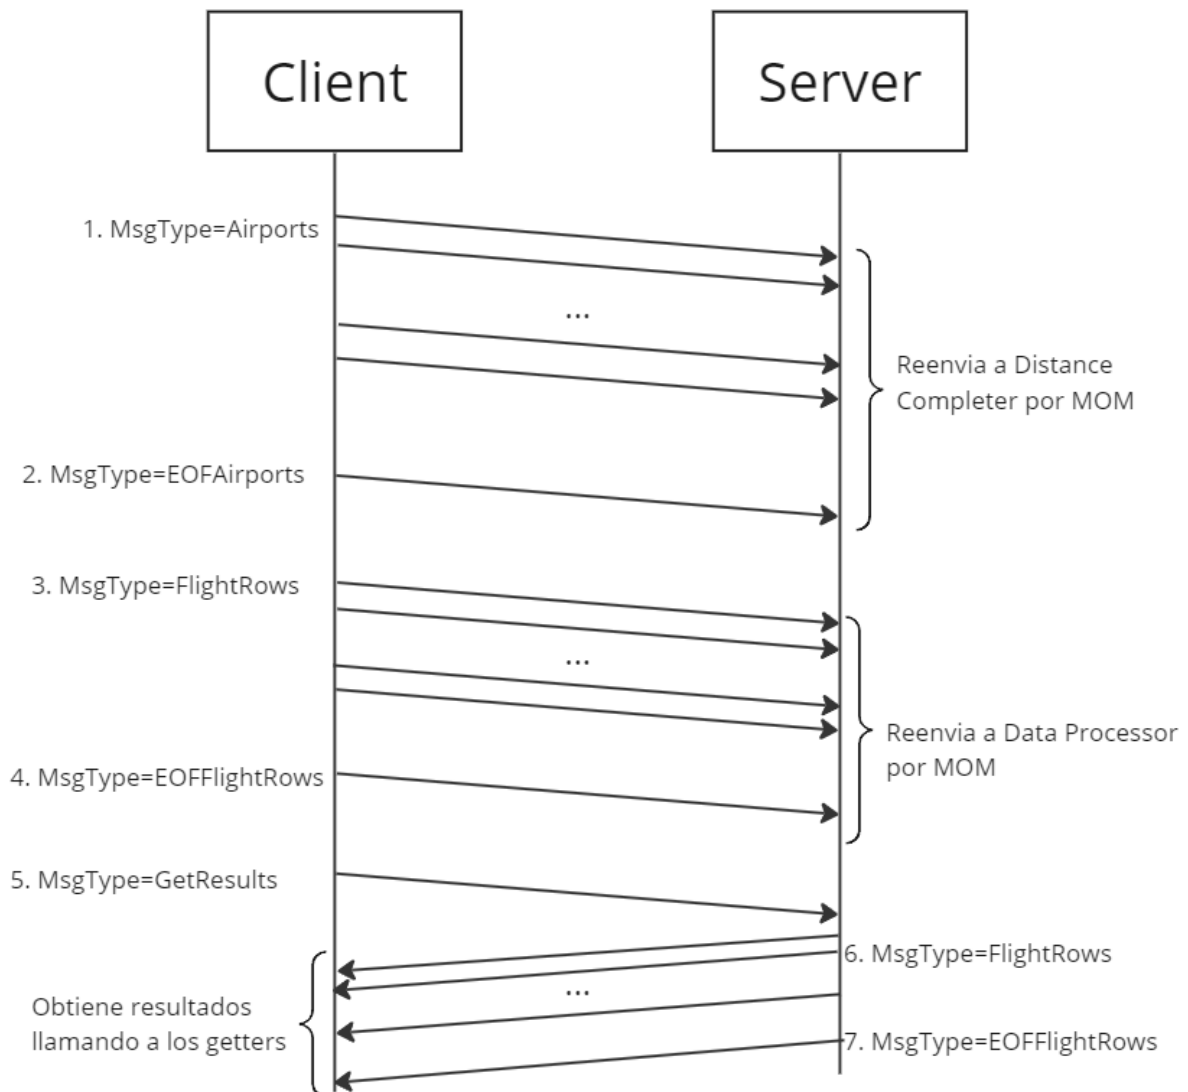 Client
Server
1. MsgType=Airports
...
Reenvia a Distance
Completer por MOM
2. MsgType=EOFAirports
3. MsgType=FlightRows
...
Reenvia a Data Processor
por MOM
4. MsgType=EOFFlightRows
5. MsgType=GetResults
6. MsgType=FlightRows
...
Obtiene resultados
llamando a los getters
7. MsgType=EOFFlightRows